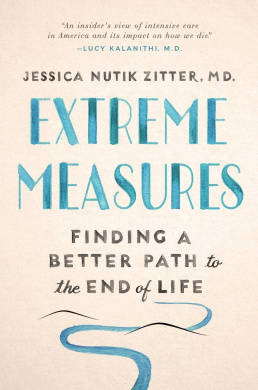 "An insider's view of intensive care
in America and its impact on how we die."
—LUCY KALANITHI, M.D.
JESSICA NUTIK ZITTER, MD.
EXTREME
MEASURES
FINDING A
BETTER PATH to
the END of LIFE